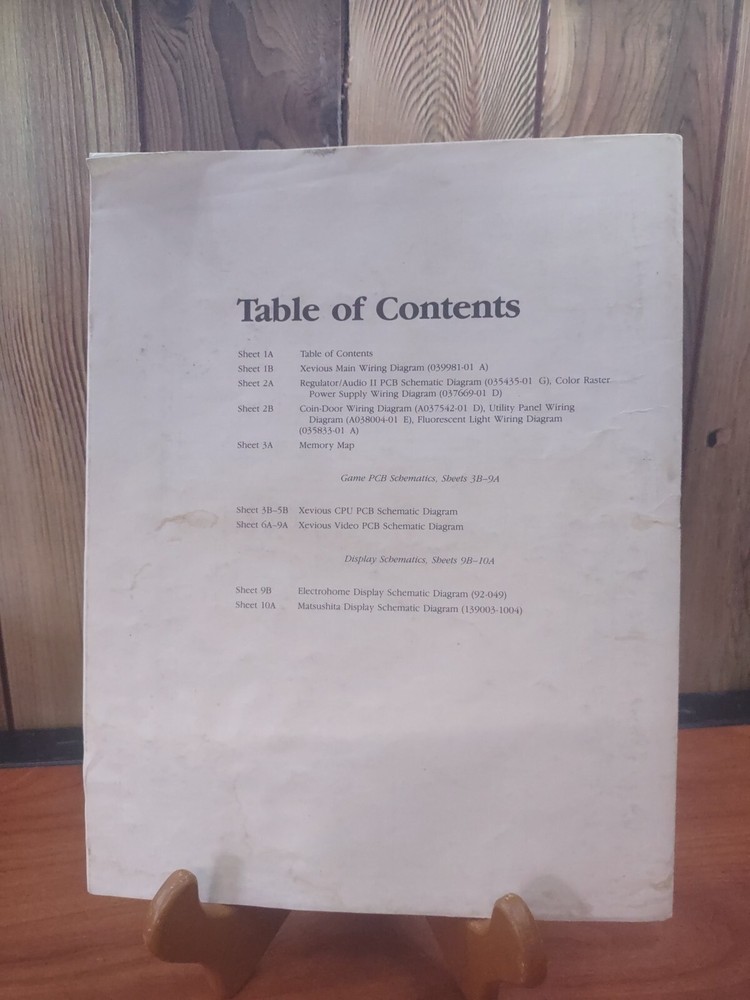 Table of Contents
Sheet 1A Table of Contents
Sheet 1B Xevious Main Wiring Diagram (039981-01 A)
Sheet 2A Regulator/Audio II PCB Schematic Diagram (035435-01 G), Color Raster
Power Supply Wiring Diagram (037669-01 D)
Sheet 2B Coin-Door Wiring Diagram (A037542-01 D), Utility Panel Wiring
Diagram (A038004-01 E), Fluorescent Light Wiring Diagram
(035833-01 A)
Sheet 3A Memory Map
Game PCB Schematics, Sheets 3B–9A
Sheet 3B–5B Xevious CPU PCB Schematic Diagram
Sheet 6A–9A Xevious Video PCB Schematic Diagram
Display Schematics, Sheets 9B–10A
Sheet 9B Electrohome Display Schematic Diagram (92-049)
Sheet 10A Matsushita Display Schematic Diagram (139003-1004)